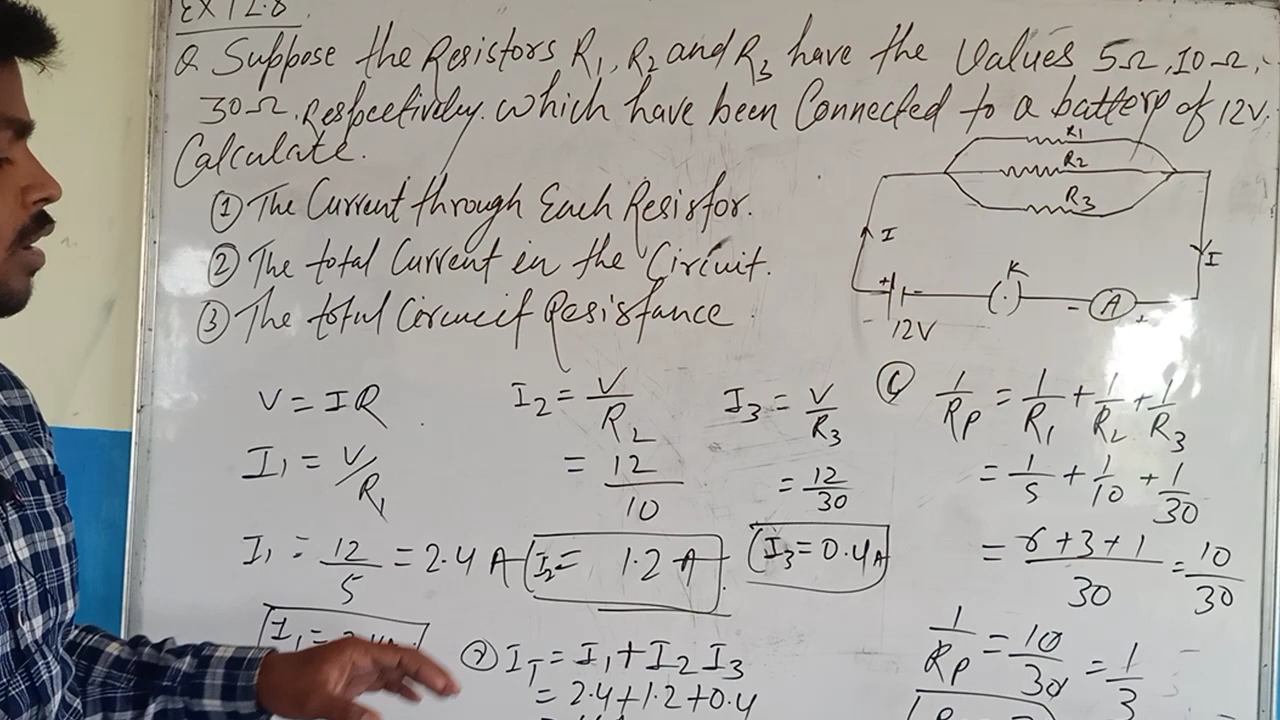 Ex 12.8
Q Suppose the Resistors R1, R2 and R3 have the Values 5Ω, 10Ω,
30Ω. Respectively. which have been Connected to a battery of 12V.
Calculate.
① The Current through Each Resistor.
② The total Current in the Circuit.
③ The total Circuit Resistance
R1
R2
R3
I
I
K
+ -
12V
- A +
V = IR
I1 = V/R1
I1 = 12/5 = 2.4 A
I2 = V/R2
= 12/10
I2 = 1.2 A
I3 = V/R3
= 12/30
I3 = 0.4 A
② IT = I1 + I2 I3
= 2.4 + 1.2 + 0.4
1/RP = 1/R1 + 1/R2 + 1/R3
= 1/5 + 1/10 + 1/30
= 6+3+1/30 = 10/30
1/RP = 10/30 = 1/3